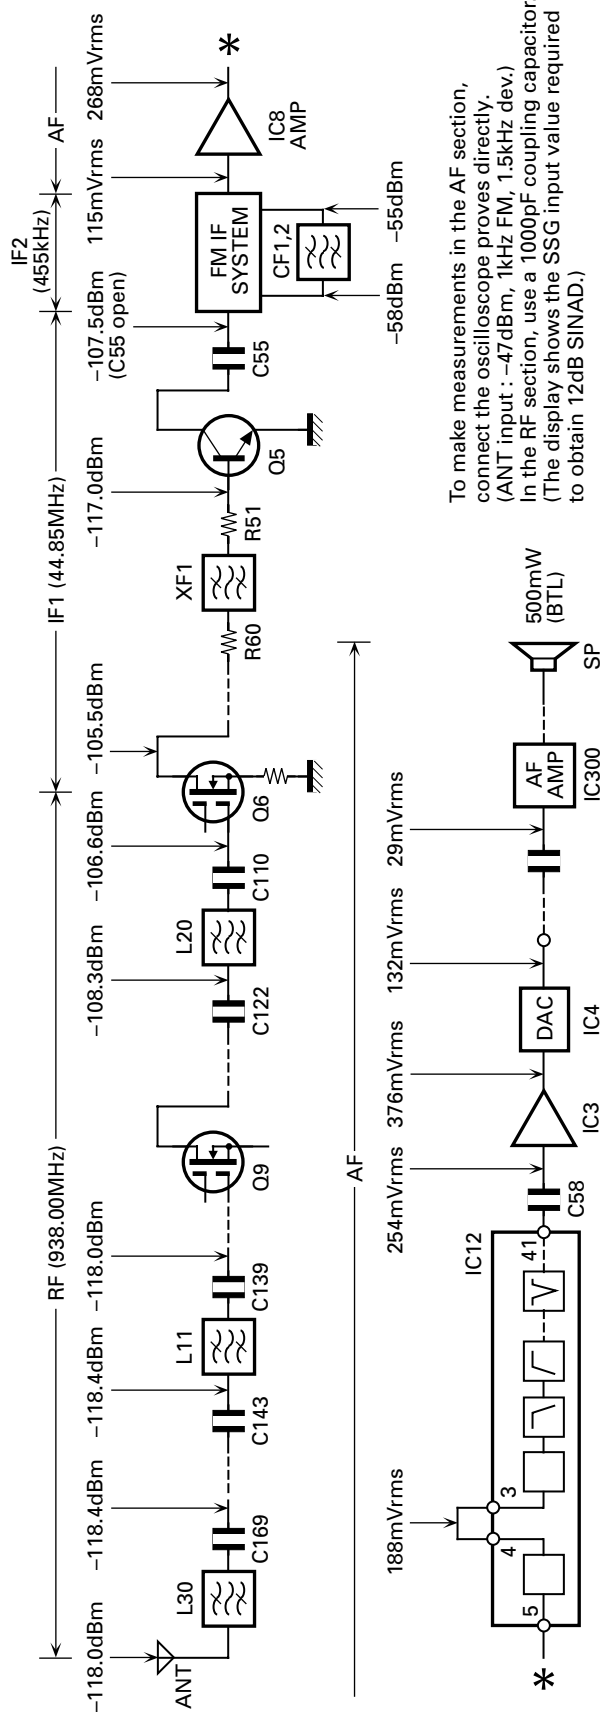 RF (938.00MHz)
IF1 (44.85MHz)
IF2
(455kHz)
AF
–118.0dBm
–118.4dBm
–118.4dBm
–118.0dBm
–108.3dBm
–106.6dBm
–105.5dBm
–117.0dBm
–107.5dBm
(C55 open)
115mVrms
268mVrms
ANT
L30
C169
C143
L11
C139
Q9
C122
L20
C110
Q6
R60
XF1
R51
Q5
C55
FM IF
SYSTEM
CF1,2
IC8
AMP
*
–58dBm
–55dBm
AF
188mVrms
254mVrms
376mVrms
132mVrms
29mVrms
*
5
4
3
IC12
41
C58
IC3
DAC
IC4
AF
AMP
IC300
SP
500mW
(BTL)
To make measurements in the AF section,
connect the oscilloscope proves directly.
(ANT input : –47dBm, 1kHz FM, 1.5kHz dev.)
In the RF section, use a 1000pF coupling capacitor.
(The display shows the SSG input value required
to obtain 12dB SINAD.)